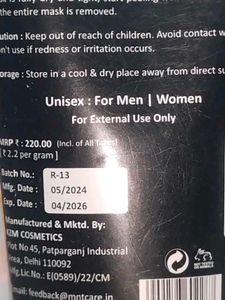 the entire mask is removed.
ution : Keep out of reach of children. Avoid contact w
n't use if redness or irritation occurs.
torage : Store in a cool & dry place away from direct su
Unisex : For Men | Women
For External Use Only
MRP ₹ : 220.00 (Incl. of All Taxes)
[ ₹ 2.2 per gram ]
Batch No.: R-13
Mfg. Date : 05/2024
Exp. Date : 04/2026
Manufactured & Mktd. By:
KZM COSMETICS
Plot No 45, Patparganj Industrial
Area, Delhi 110092
Mfg.Lic.No.: E(0589)/22/CM
Email: feedback@mntcare.in